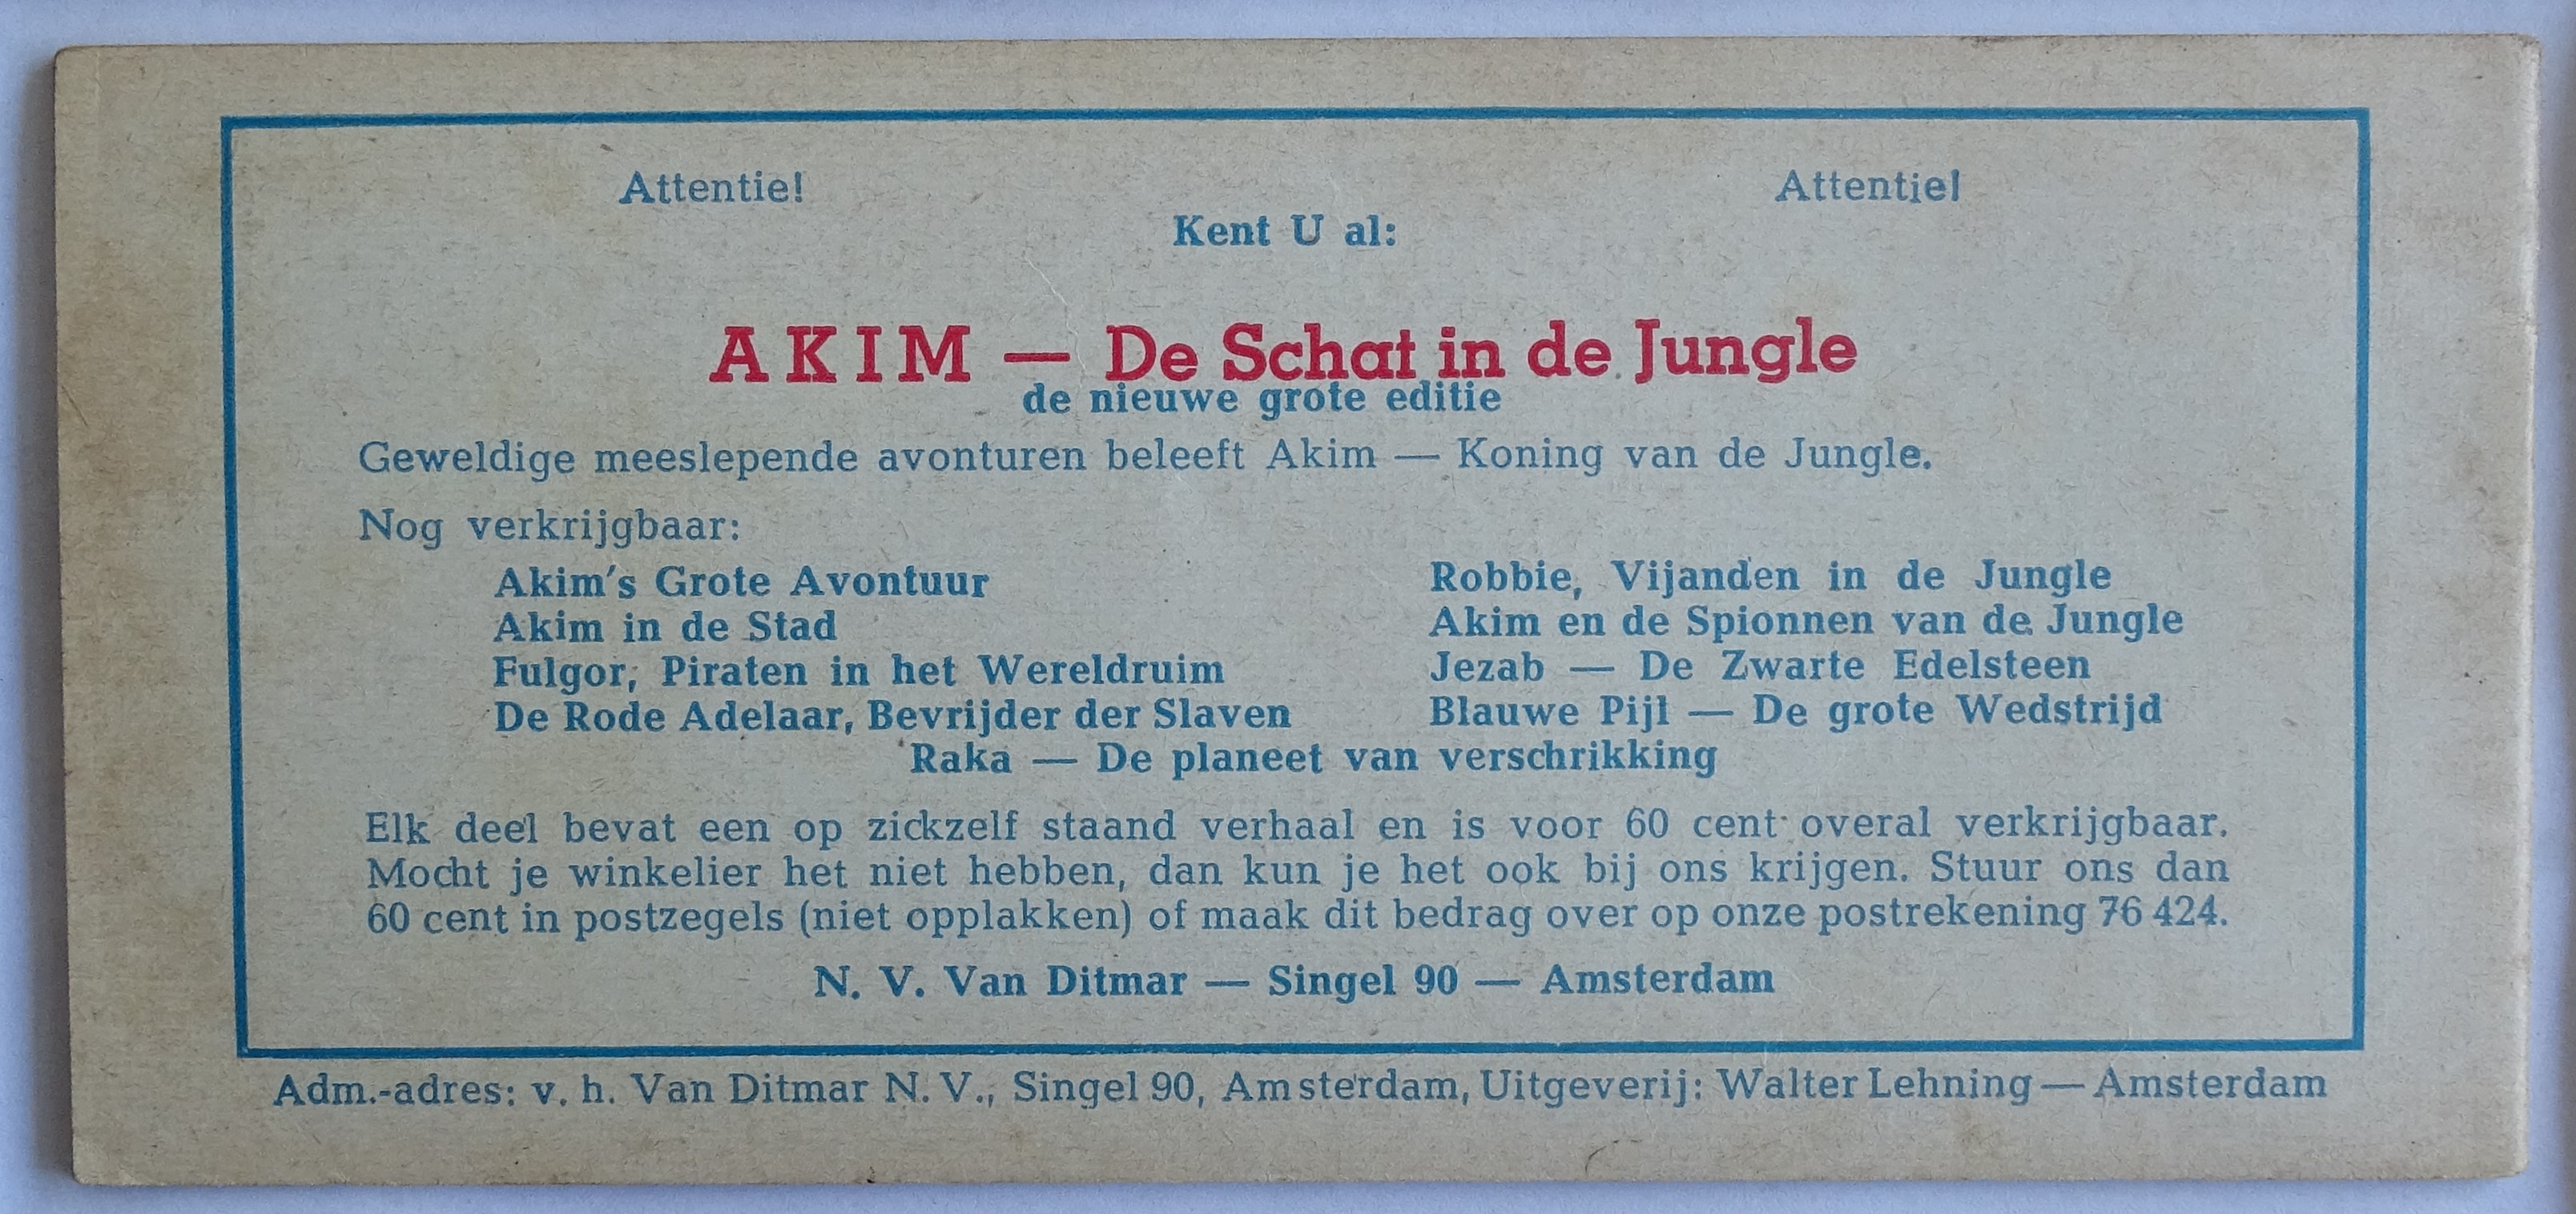 Attentie! Attentie!
Kent U al:
AKIM — De Schat in de Jungle
de nieuwe grote editie
Geweldige meeslepende avonturen beleeft Akim — Koning van de Jungle.
Nog verkrijgbaar:
Akim's Grote Avontuur
Akim in de Stad
Fulgor, Piraten in het Wereldruim
De Rode Adelaar, Bevrijder der Slaven
Robbie, Vijanden in de Jungle
Akim en de Spionnen van de Jungle
Jezab — De Zwarte Edelsteen
Blauwe Pijl — De grote Wedstrijd
Raka — De planeet van verschrikking
Elk deel bevat een op zickzelf staand verhaal en is voor 60 cent overal verkrijgbaar.
Mocht je winkelier het niet hebben, dan kun je het ook bij ons krijgen. Stuur ons dan
60 cent in postzegels (niet opplakken) of maak dit bedrag over op onze postrekening 76 424.
N. V. Van Ditmar — Singel 90 — Amsterdam
Adm.-adres: v. h. Van Ditmar N. V., Singel 90, Amsterdam, Uitgeverij: Walter Lehning — Amsterdam